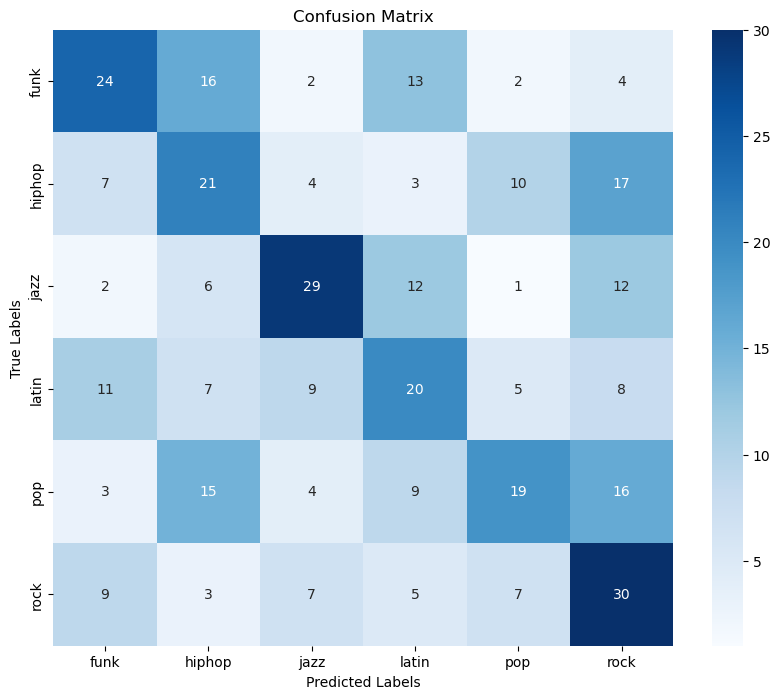 Confusion Matrix
True Labels
funk 24 16 2 13 2 4
hiphop 7 21 4 3 10 17
jazz 2 6 29 12 1 12
latin 11 7 9 20 5 8
pop 3 15 4 9 19 16
rock 9 3 7 5 7 30
funk hiphop jazz latin pop rock
Predicted Labels
30
25
20
15
10
5